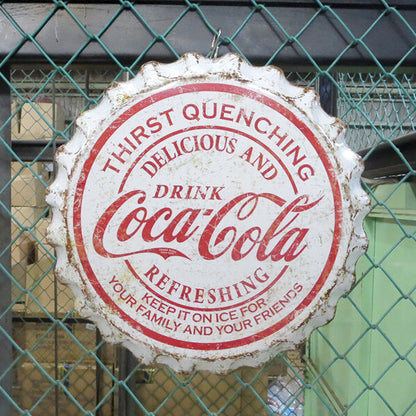 THIRST QUENCHING
DELICIOUS AND
DRINK
Coca-Cola
REFRESHING
KEEP IT ON ICE FOR
YOUR FAMILY AND YOUR FRIENDS